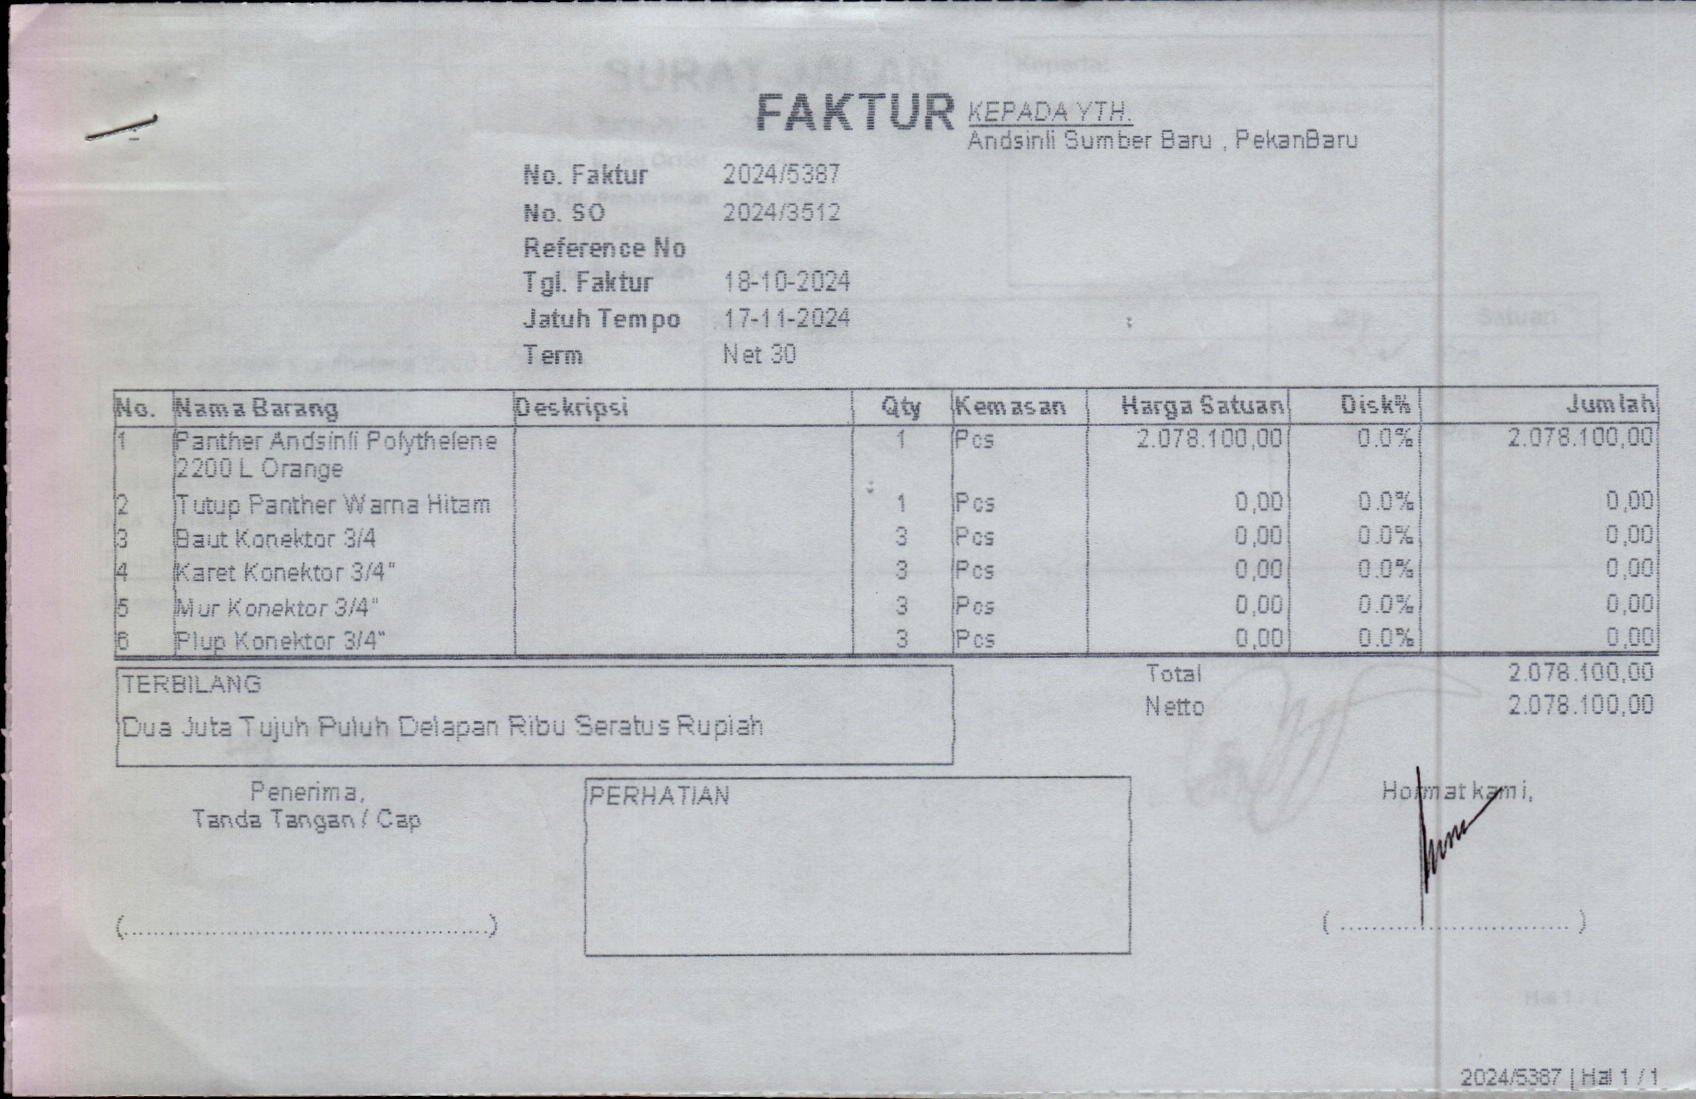 FAKTUR
KEPADA YTH.
Andsinli Sumber Baru , PekanBaru
No. Faktur 2024/5387
No. SO 2024/3512
Reference No
Tgl. Faktur 18-10-2024
Jatuh Tempo 17-11-2024
Term Net 30
No. Nama Barang Deskripsi Qty Kemasan Harga Satuan Disk% Jumlah
1 Panther Andsinli Polythelene 1 Pcs 2.078.100,00 0.0% 2.078.100,00
2200 L Orange
2 Tutup Panther Warna Hitam 1 Pcs 0,00 0.0% 0,00
3 Baut Konektor 3/4 3 Pcs 0,00 0.0% 0,00
4 Karet Konektor 3/4" 3 Pcs 0,00 0.0% 0,00
5 Mur Konektor 3/4" 3 Pcs 0,00 0.0% 0,00
6 Plup Konektor 3/4" 3 Pcs 0,00 0.0% 0,00
Total 2.078.100,00
Netto 2.078.100,00
TERBILANG
Dua Juta Tujuh Puluh Delapan Ribu Seratus Rupiah
Penerima,
Tanda Tangan / Cap
PERHATIAN
Hormat kami,
(................................................)
( .............................. )
2024/5387 | Hal 1 / 1